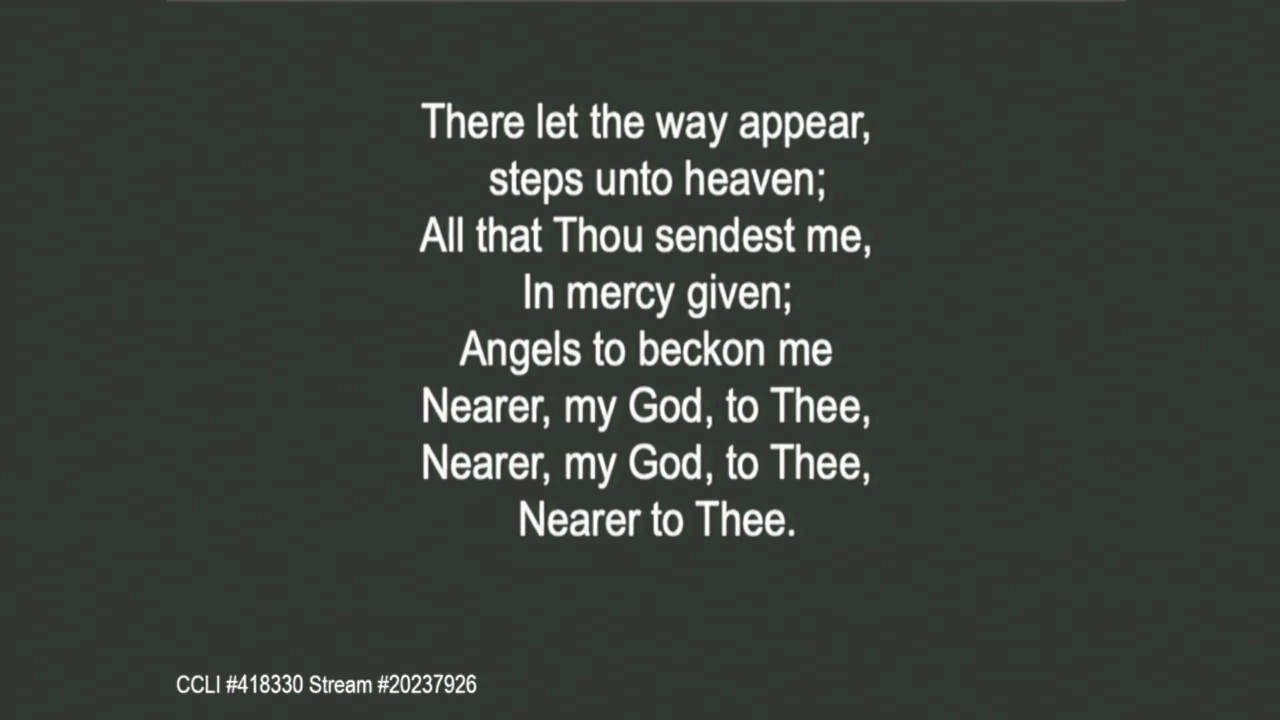 There let the way appear,
steps unto heaven;
All that Thou sendest me,
In mercy given;
Angels to beckon me
Nearer, my God, to Thee,
Nearer, my God, to Thee,
Nearer to Thee.
CCLI #418330 Stream #20237926